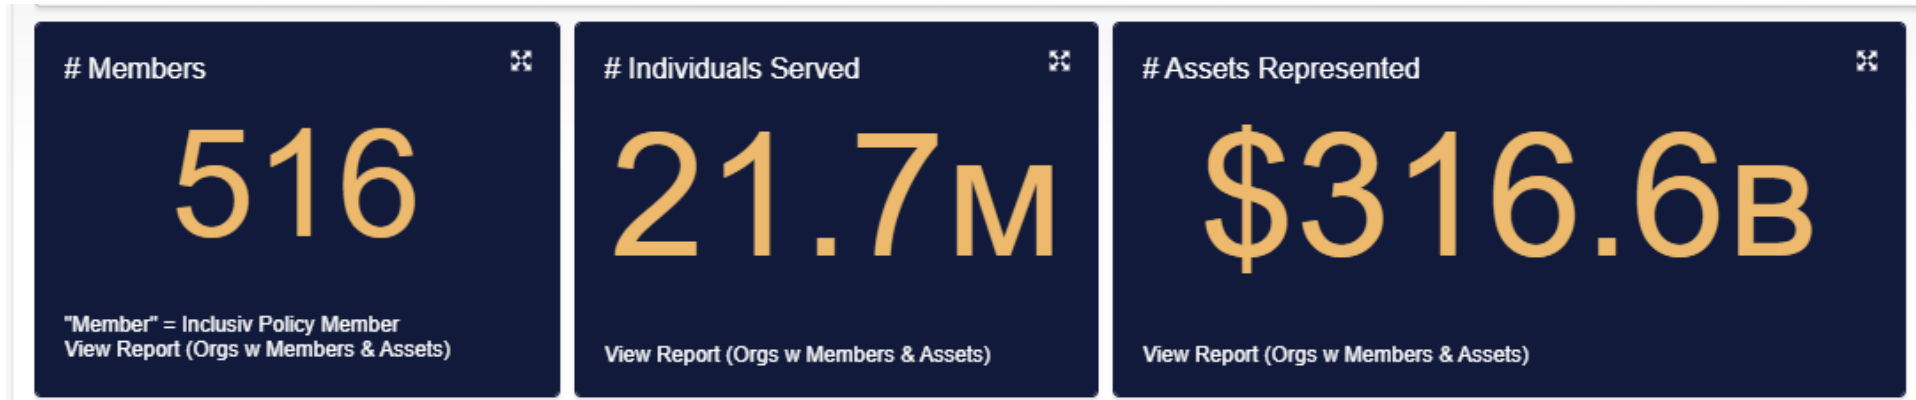 # Members
516
"Member" = Inclusiv Policy Member
View Report (Orgs w Members & Assets)
# Individuals Served
21.7M
View Report (Orgs w Members & Assets)
# Assets Represented
$316.6B
View Report (Orgs w Members & Assets)